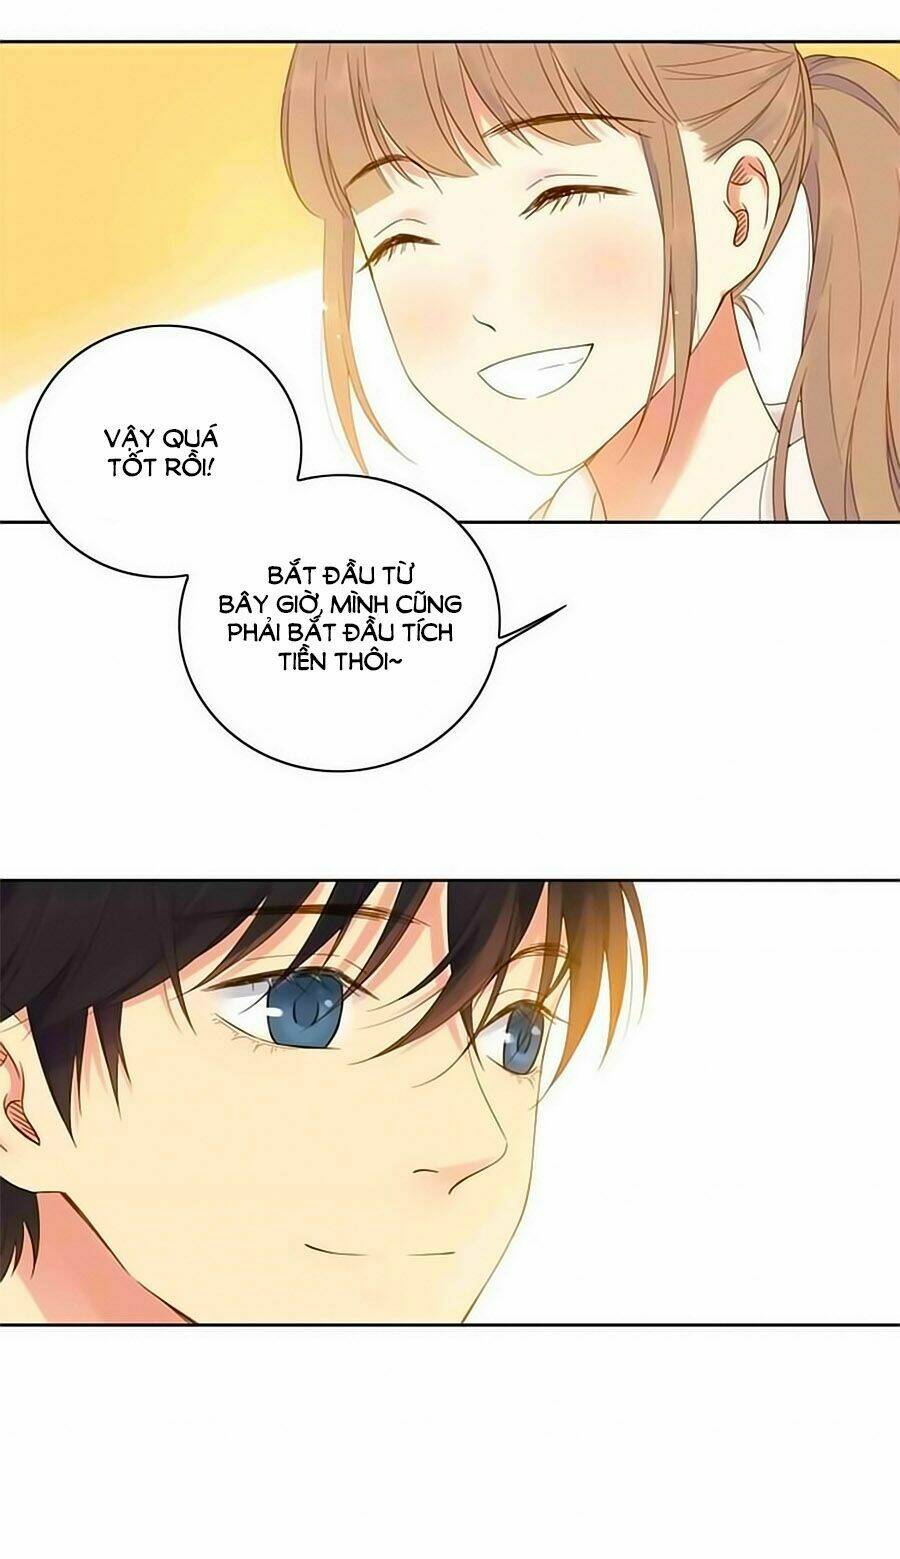 VẬY QUÁ
TỐT RỒI!
BẮT ĐẦU TỪ
BÂY GIỜ, MÌNH CŨNG
PHẢI BẮT ĐẦU TÍCH
TIỀN THÔI~